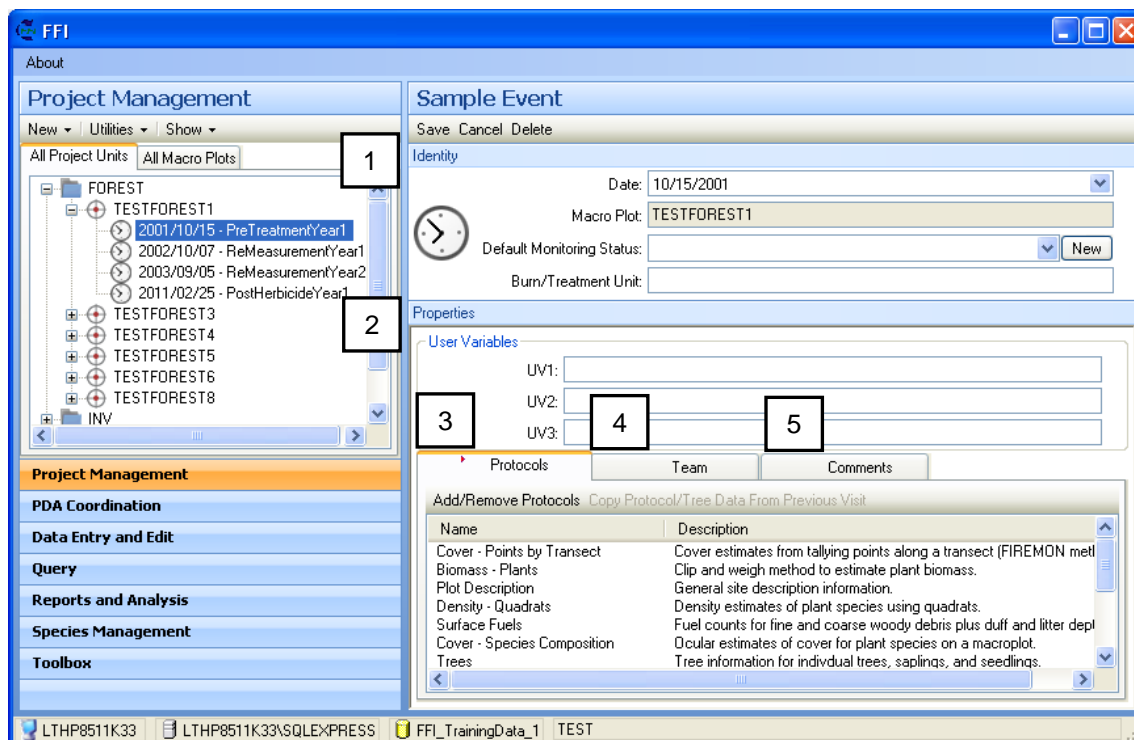 FFI
About
Project Management
New Utilities Show
All Project Units All Macro Plots
1
FOREST
TESTFOREST1
2001/10/15 - PreTreatmentYear1
2002/10/07 - ReMeasurementYear1
2003/09/05 - ReMeasurementYear2
2011/02/25 - PostHerbicideYear1
2
TESTFOREST3
TESTFOREST4
TESTFOREST5
TESTFOREST6
TESTFOREST8
INV
Project Management
PDA Coordination
Data Entry and Edit
Query
Reports and Analysis
Species Management
Toolbox
Sample Event
Save Cancel Delete
Identity
Date: 10/15/2001
Macro Plot: TESTFOREST1
Default Monitoring Status: New
Burn/Treatment Unit:
Properties
User Variables
UV1:
UV2:
UV3:
3 4 5
Protocols Team Comments
Add/Remove Protocols Copy Protocol/Tree Data From Previous Visit
Name Description
Cover - Points by Transect Cover estimates from tallying points along a transect (FIREMON metl
Biomass - Plants Clip and weigh method to estimate plant biomass.
Plot Description General site description information.
Density - Quadrats Density estimates of plant species using quadrats.
Surface Fuels Fuel counts for fine and coarse woody debris plus duff and litter dept
Cover - Species Composition Ocular estimates of cover for plant species on a macroplot.
Trees Tree information for indivdual trees, saplings, and seedlings.
LTHP8511K33 LTHP8511K33\SQLEXPRESS FFI_TrainingData_1 TEST